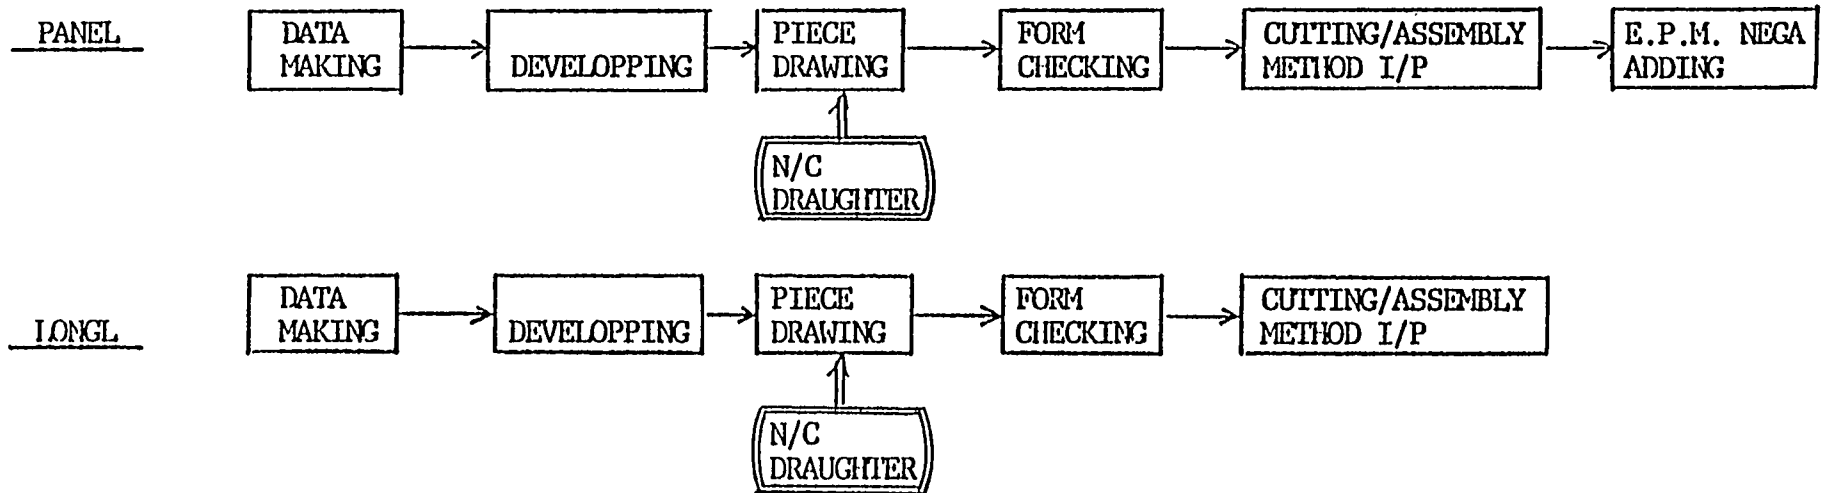 PANEL
DATA
MAKING
DEVELOPPING
PIECE
DRAWING
FORM
CHECKING
CUTTING/ASSEMBLY
METHOD I/P
E.P.M. NEGA
ADDING
N/C
DRAUGHTER
LONGL
DATA
MAKING
DEVELOPPING
PIECE
DRAWING
FORM
CHECKING
CUTTING/ASSEMBLY
METHOD I/P
N/C
DRAUGHTER